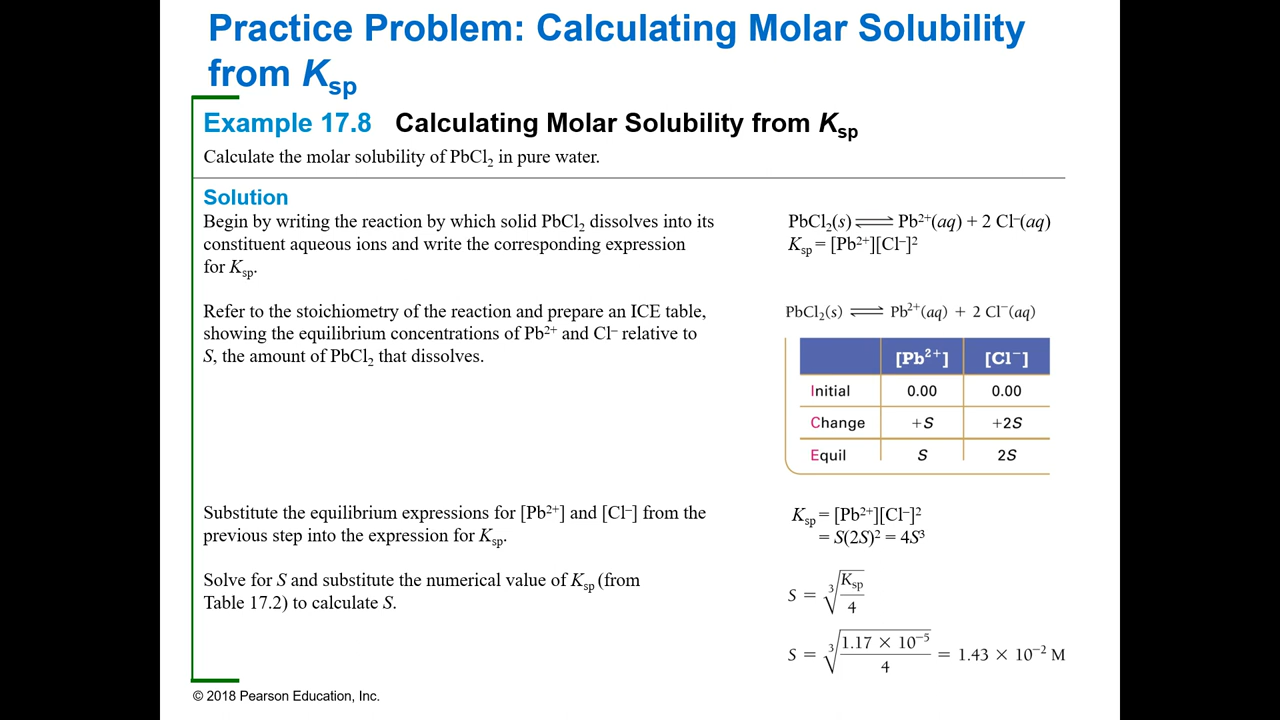 Practice Problem: Calculating Molar Solubility
from Ksp
Example 17.8 Calculating Molar Solubility from Ksp
Calculate the molar solubility of PbCl₂ in pure water.
Solution
Begin by writing the reaction by which solid PbCl₂ dissolves into its
constituent aqueous ions and write the corresponding expression
for Ksp.
PbCl₂(s) ⇌ Pb²⁺(aq) + 2 Cl⁻(aq)
Ksp = [Pb²⁺][Cl⁻]²
Refer to the stoichiometry of the reaction and prepare an ICE table,
showing the equilibrium concentrations of Pb²⁺ and Cl⁻ relative to
S, the amount of PbCl₂ that dissolves.
PbCl₂(s) ⇌ Pb²⁺(aq) + 2 Cl⁻(aq)
[Pb²⁺] [Cl⁻]
Initial 0.00 0.00
Change +S +2S
Equil S 2S
Substitute the equilibrium expressions for [Pb²⁺] and [Cl⁻] from the
previous step into the expression for Ksp.
Ksp = [Pb²⁺][Cl⁻]²
= S(2S)² = 4S³
Solve for S and substitute the numerical value of Ksp (from
Table 17.2) to calculate S.
S = ∛(Ksp/4)
S = ∛(1.17 × 10⁻⁵/4) = 1.43 × 10⁻² M
© 2018 Pearson Education, Inc.